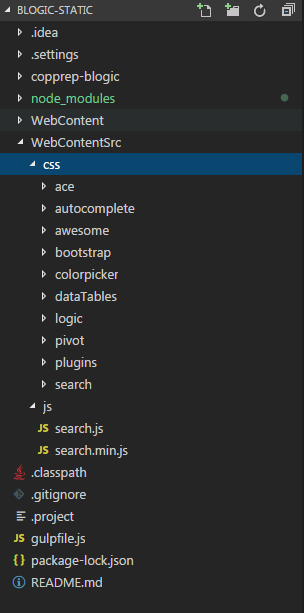 BLOGIC-STATIC
.idea
.settings
copprep-blogic
node_modules
WebContent
WebContentSrc
css
ace
autocomplete
awesome
bootstrap
colorpicker
dataTables
logic
pivot
plugins
search
js
JS search.js
JS search.min.js
.classpath
.gitignore
.project
JS gulpfile.js
{ } package-lock.json
README.md